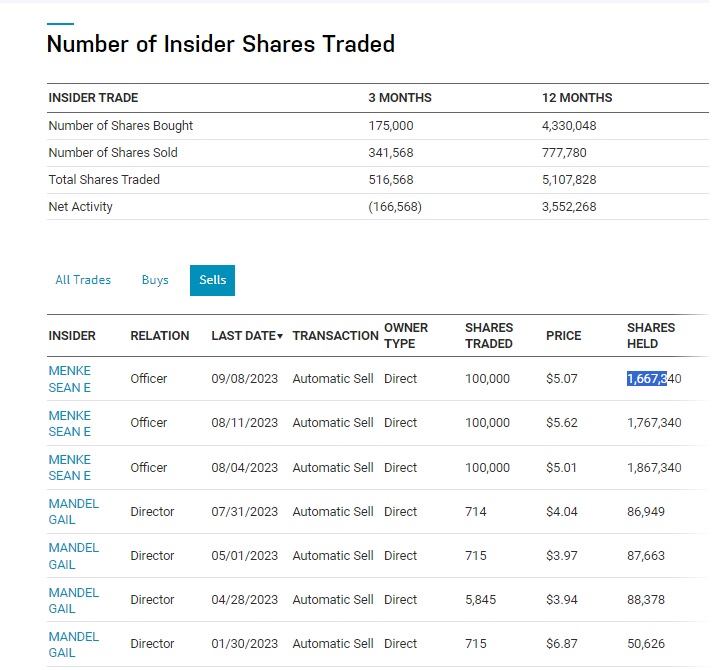 Number of Insider Shares Traded
INSIDER TRADE 3 MONTHS 12 MONTHS
Number of Shares Bought 175,000 4,330,048
Number of Shares Sold 341,568 777,780
Total Shares Traded 516,568 5,107,828
Net Activity (166,568) 3,552,268
All Trades Buys Sells
INSIDER RELATION LAST DATE▼ TRANSACTION OWNER TYPE SHARES TRADED PRICE SHARES HELD
MENKE SEAN E Officer 09/08/2023 Automatic Sell Direct 100,000 $5.07 1,667,340
MENKE SEAN E Officer 08/11/2023 Automatic Sell Direct 100,000 $5.62 1,767,340
MENKE SEAN E Officer 08/04/2023 Automatic Sell Direct 100,000 $5.01 1,867,340
MANDEL GAIL Director 07/31/2023 Automatic Sell Direct 714 $4.04 86,949
MANDEL GAIL Director 05/01/2023 Automatic Sell Direct 715 $3.97 87,663
MANDEL GAIL Director 04/28/2023 Automatic Sell Direct 5,845 $3.94 88,378
MANDEL GAIL Director 01/30/2023 Automatic Sell Direct 715 $6.87 50,626